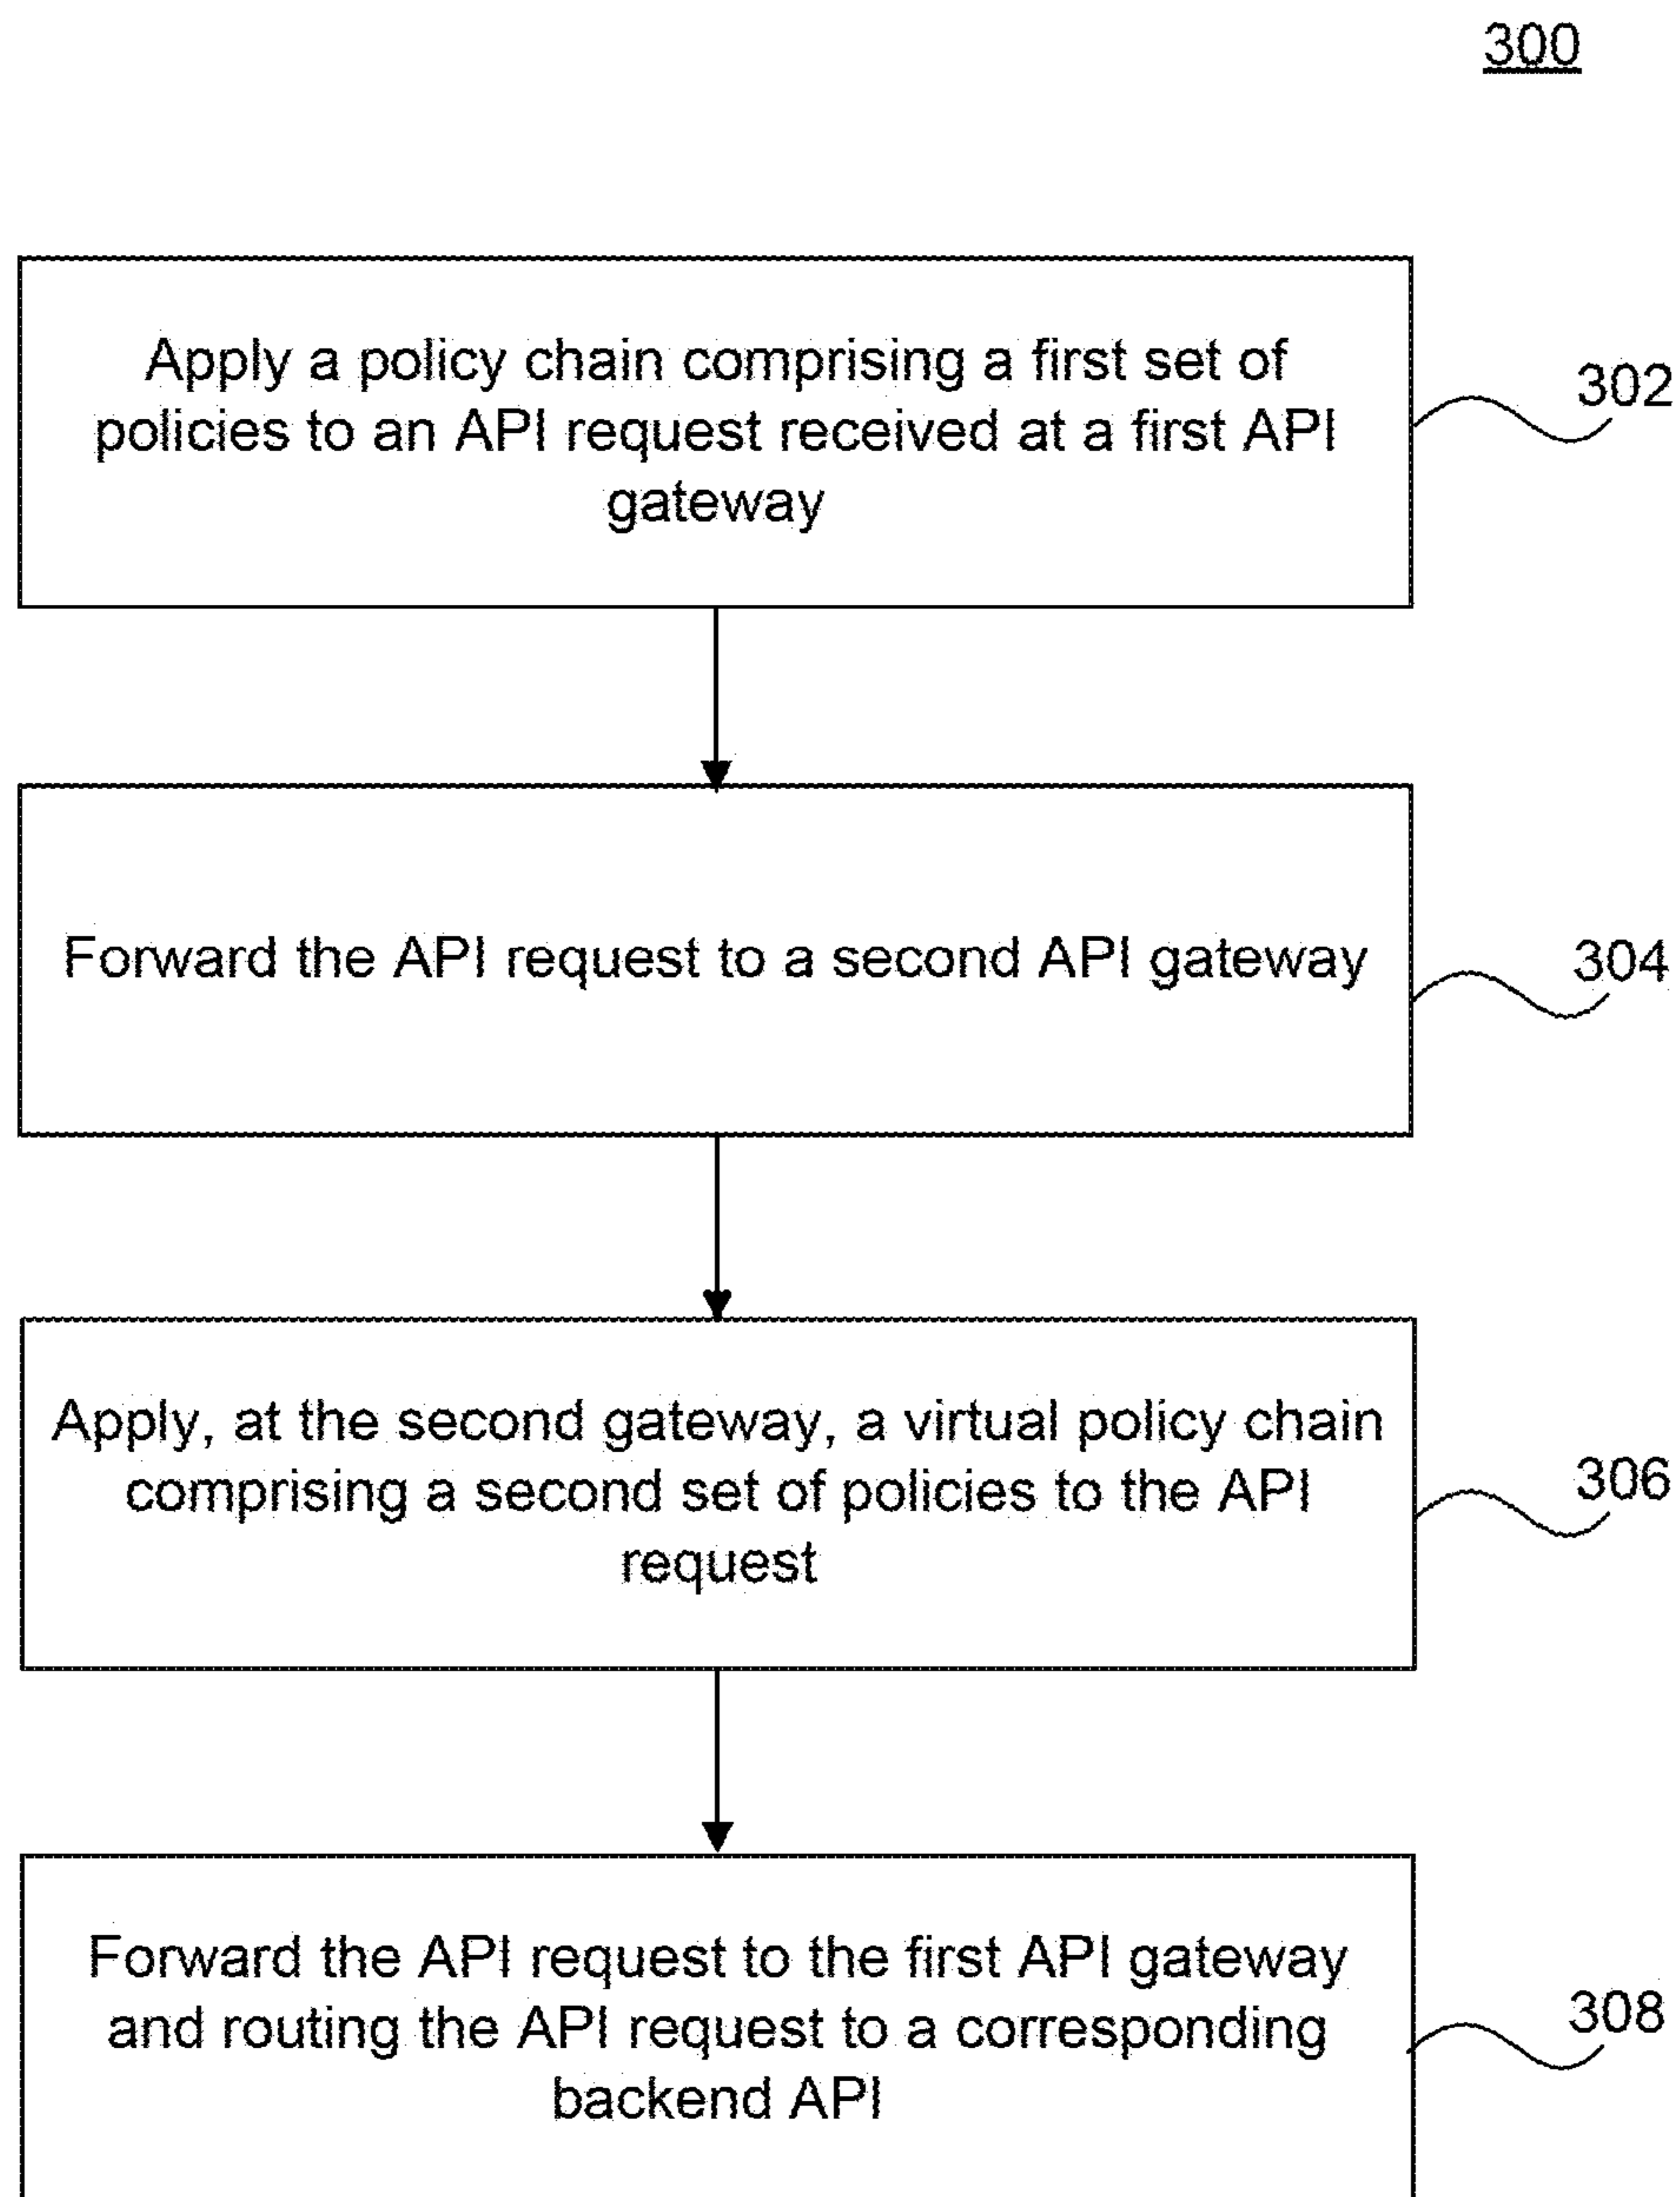 300
Apply a policy chain comprising a first set of
policies to an API request received at a first API
gateway
302
Forward the API request to a second API gateway
304
Apply, at the second gateway, a virtual policy chain
comprising a second set of policies to the API
request
306
Forward the API request to the first API gateway
and routing the API request to a corresponding
backend API
308